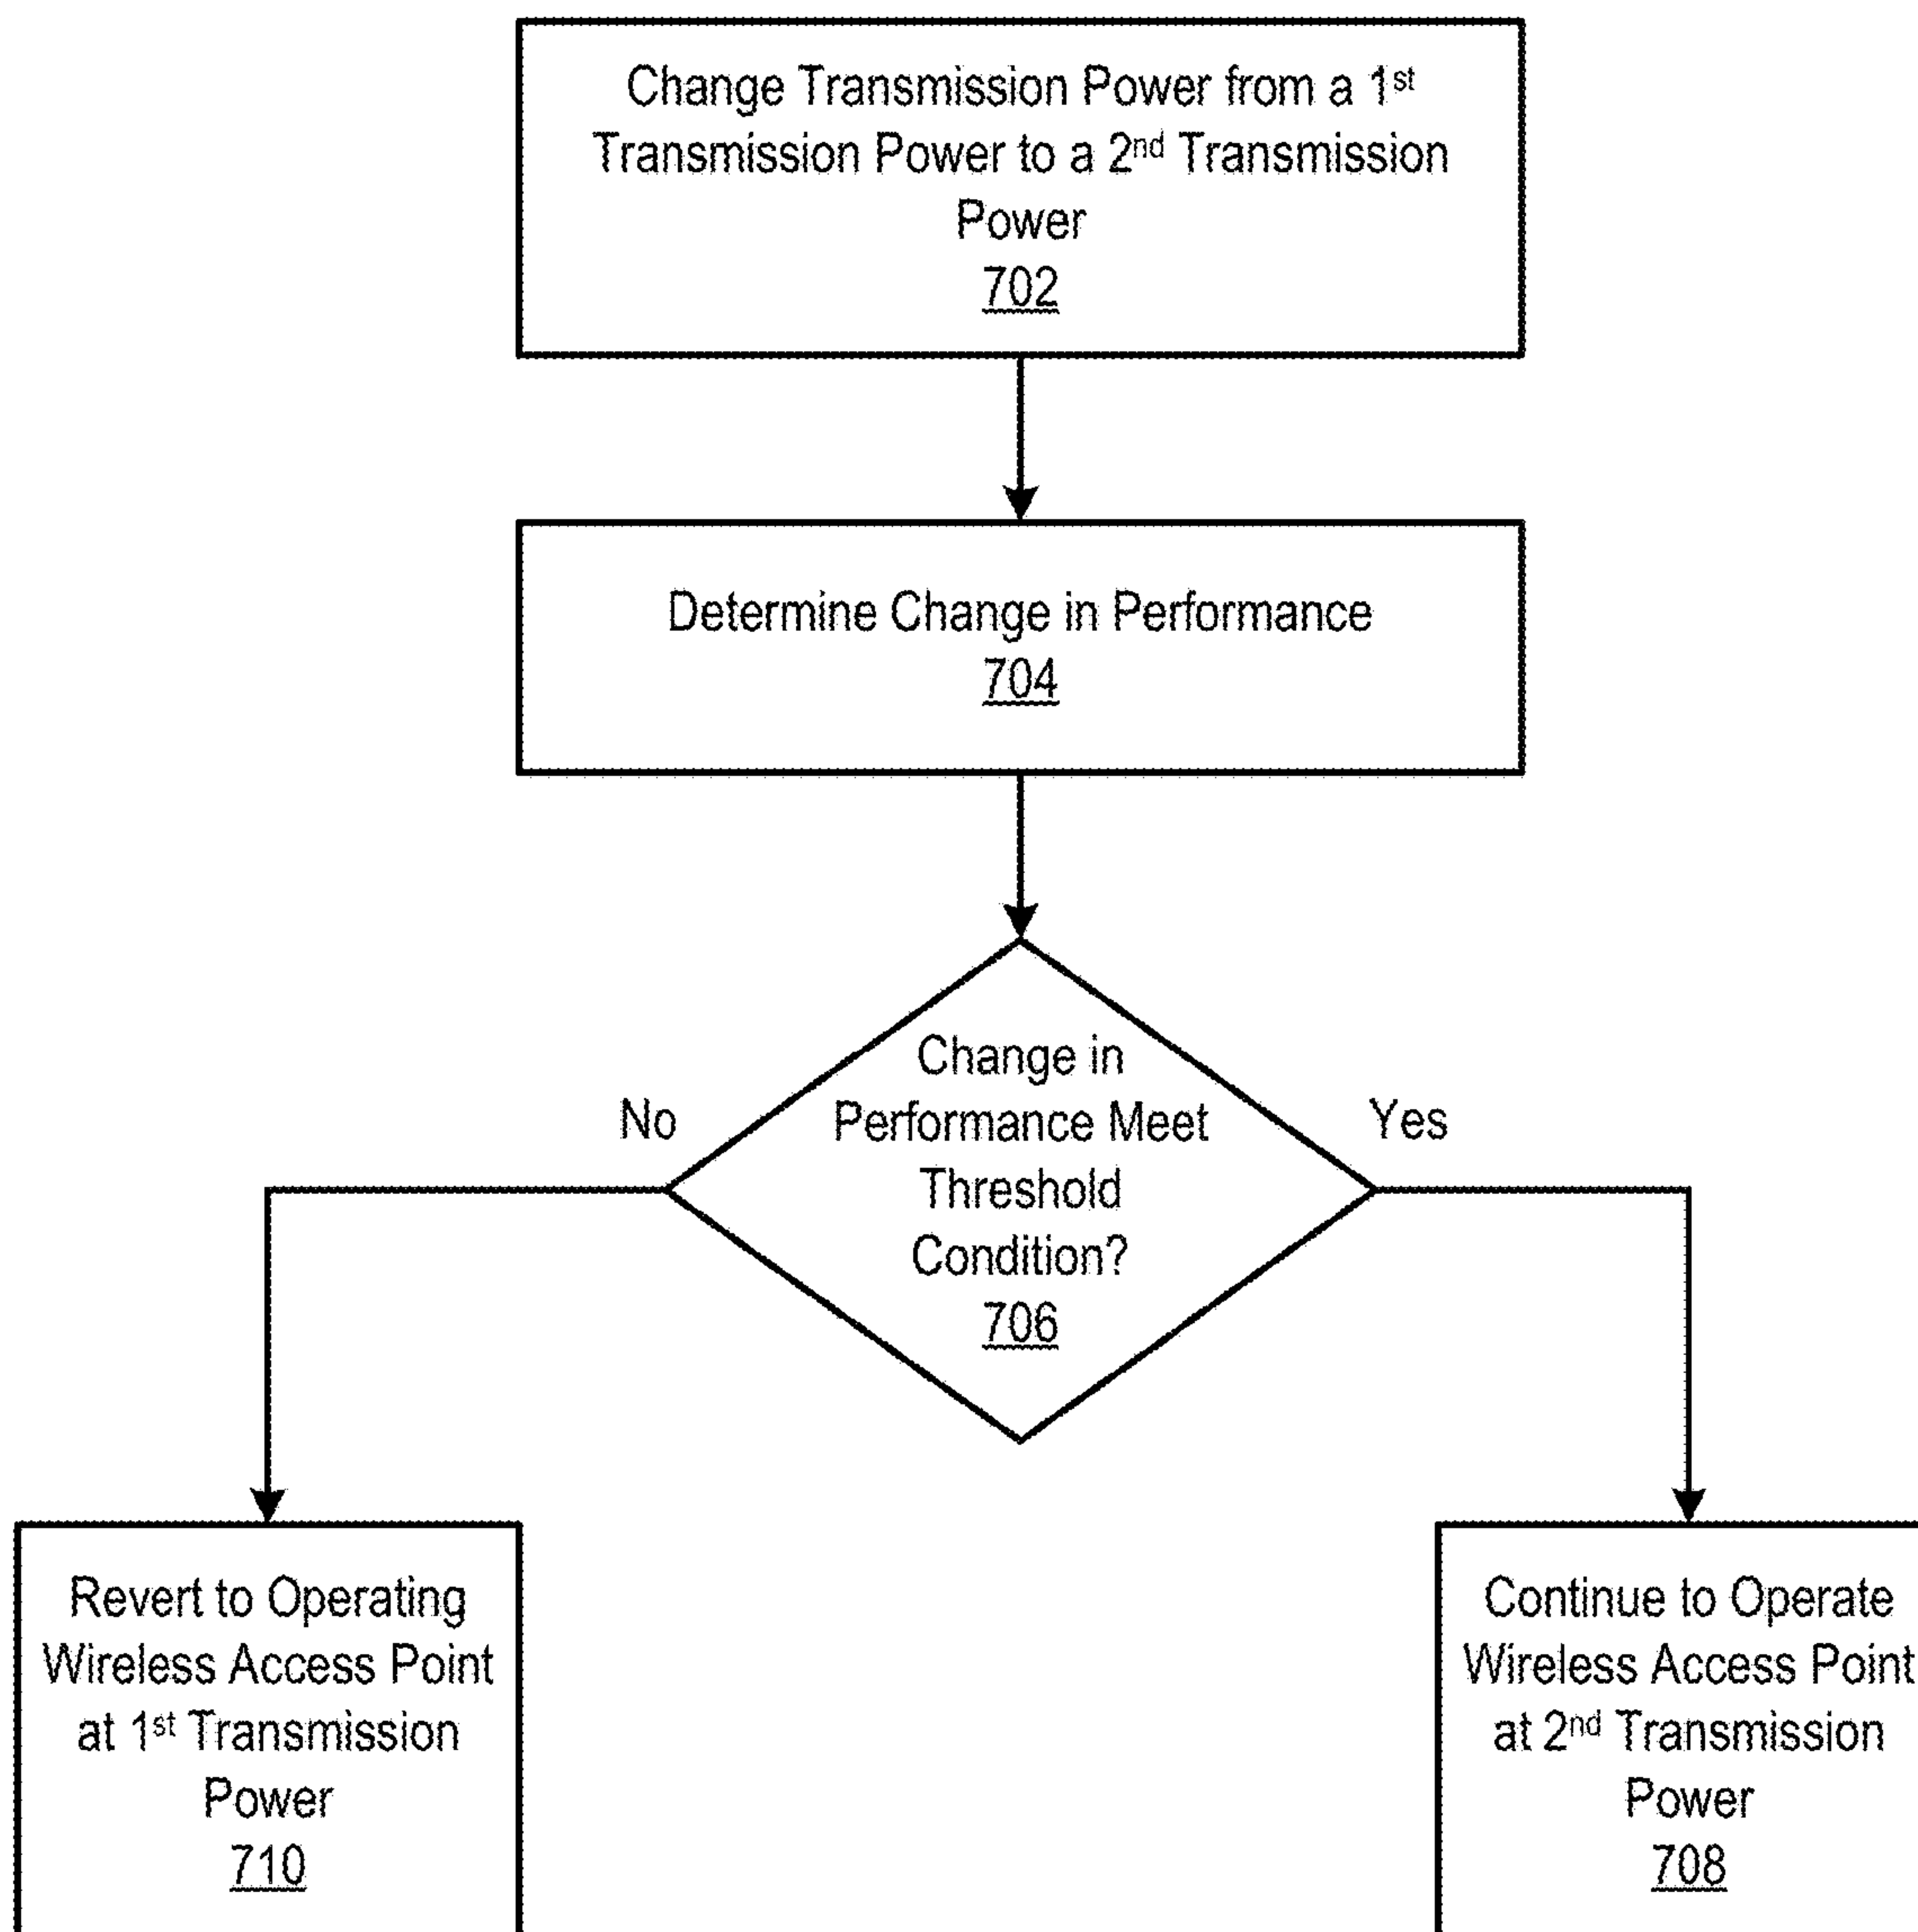 Change Transmission Power from a 1st
Transmission Power to a 2nd Transmission
Power
702
Determine Change in Performance
704
Change in
Performance Meet
Threshold
Condition?
706
No
Yes
Revert to Operating
Wireless Access Point
at 1st Transmission
Power
710
Continue to Operate
Wireless Access Point
at 2nd Transmission
Power
708